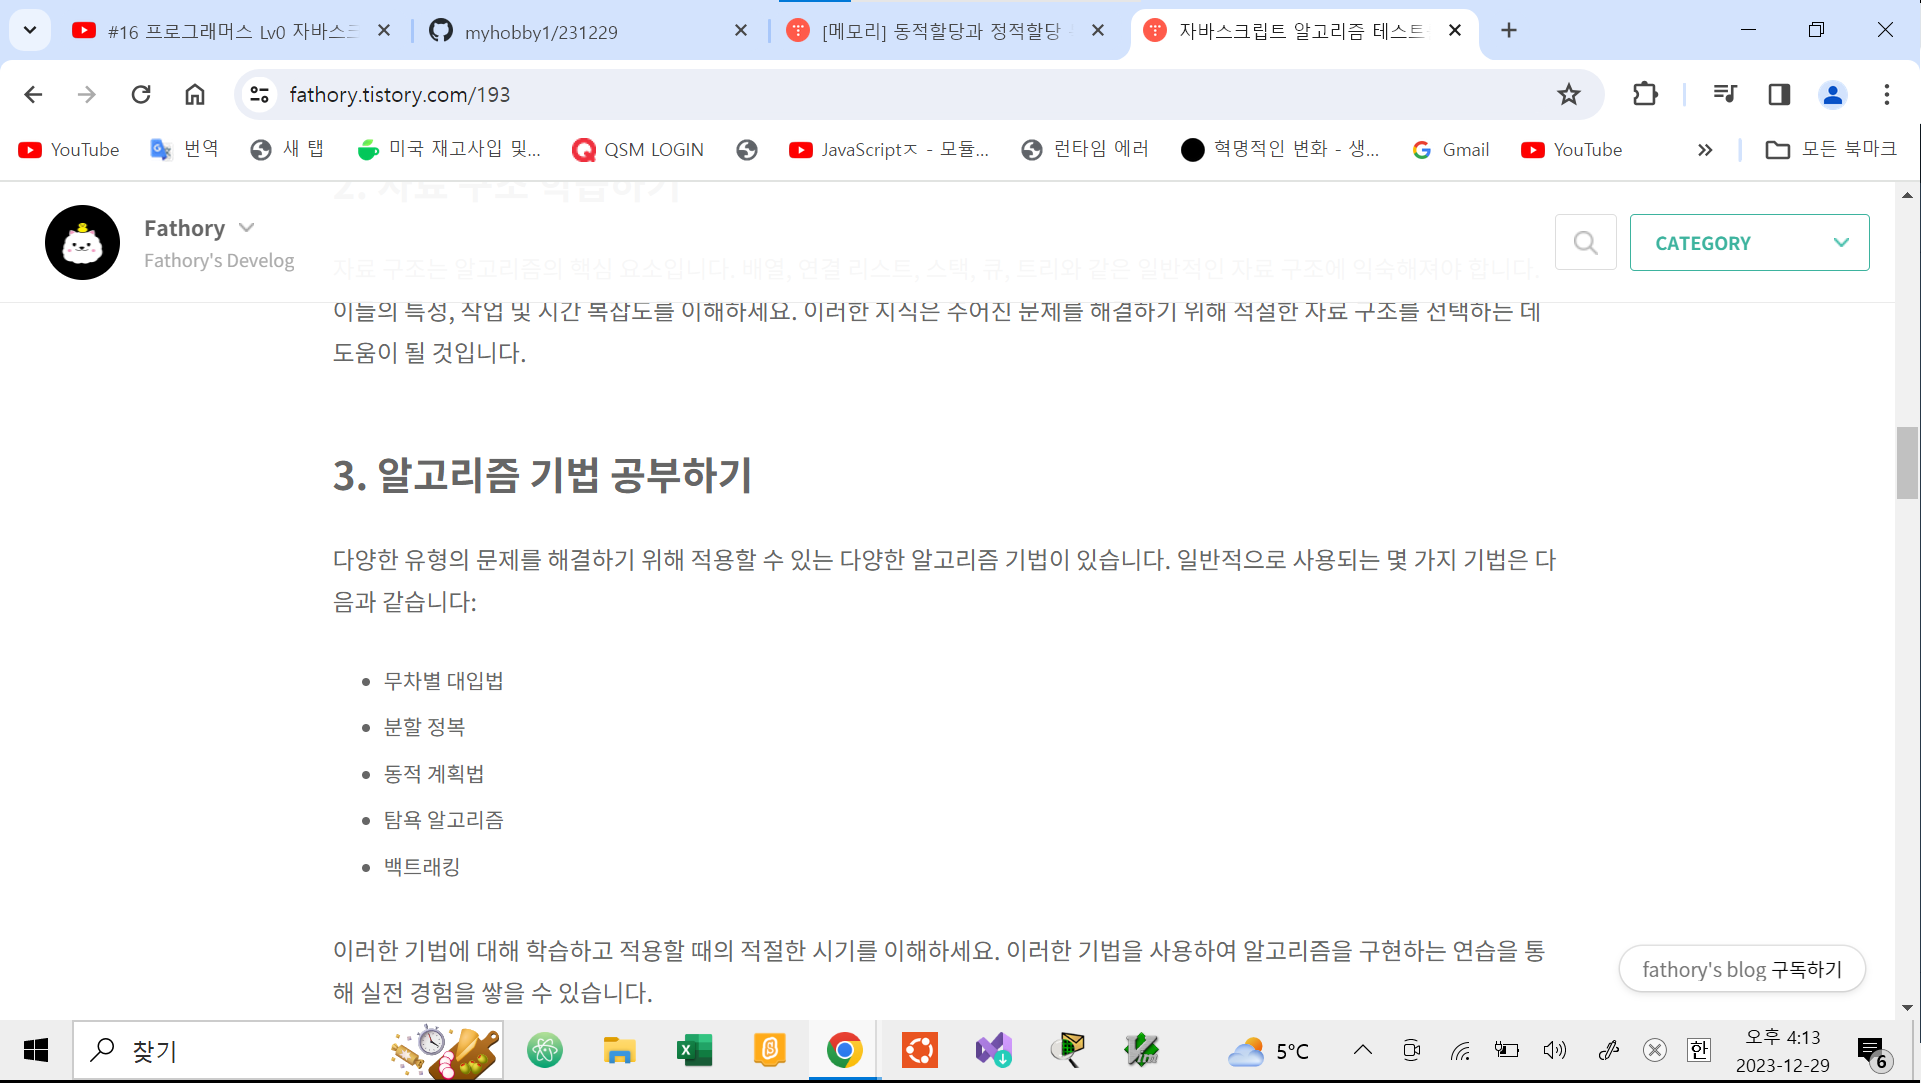 #16 프로그래머스 Lv0 자바스크
myhobby1/231229
[메모리] 동적할당과 정적할당
자바스크립트 알고리즘 테스트
fathory.tistory.com/193
YouTube
번역
새 탭
미국 재고사입 및...
QSM LOGIN
JavaScriptㅈ - 모듈...
런타임 에러
혁명적인 변화 - 생...
Gmail
YouTube
모든 북마크
2. 자료 구조 학습하기
Fathory
Fathory's Develog
CATEGORY
자료 구조는 알고리즘의 핵심 요소입니다. 배열, 연결 리스트, 스택, 큐, 트리와 같은 일반적인 자료 구조에 익숙해져야 합니다.
이들의 특성, 작업 및 시간 복잡도를 이해하세요. 이러한 지식은 주어진 문제를 해결하기 위해 적절한 자료 구조를 선택하는 데
도움이 될 것입니다.
3. 알고리즘 기법 공부하기
다양한 유형의 문제를 해결하기 위해 적용할 수 있는 다양한 알고리즘 기법이 있습니다. 일반적으로 사용되는 몇 가지 기법은 다
음과 같습니다:
무차별 대입법
분할 정복
동적 계획법
탐욕 알고리즘
백트래킹
이러한 기법에 대해 학습하고 적용할 때의 적절한 시기를 이해하세요. 이러한 기법을 사용하여 알고리즘을 구현하는 연습을 통
해 실전 경험을 쌓을 수 있습니다.
fathory's blog 구독하기
찾기
5°C
한
오후 4:13
2023-12-29
6